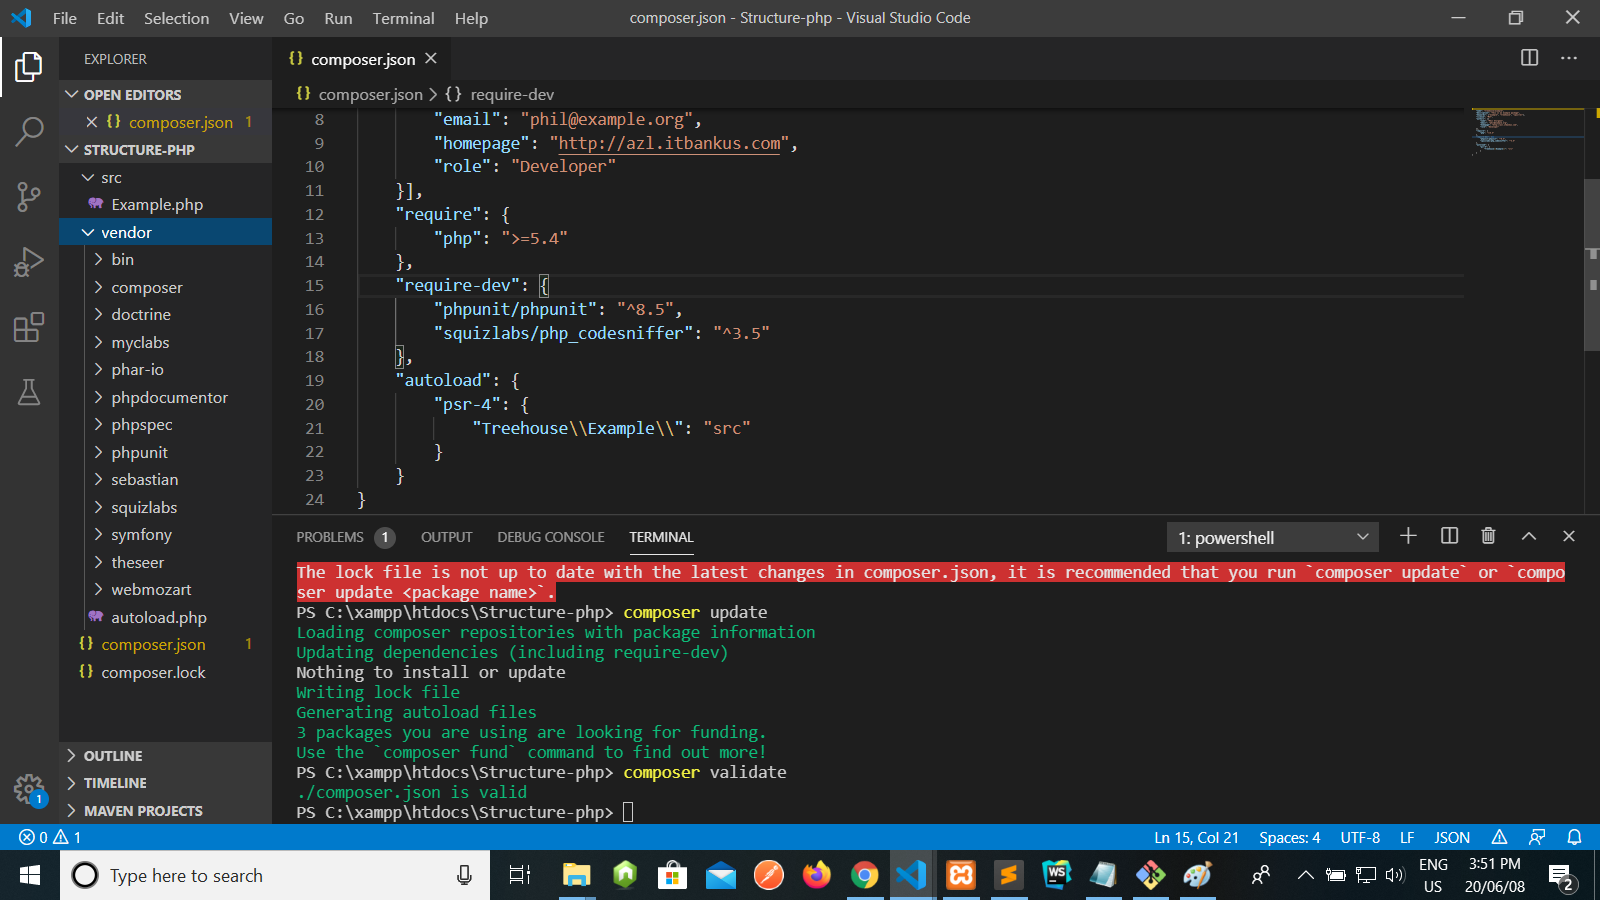 File Edit Selection View Go Run Terminal Help
composer.json - Structure-php - Visual Studio Code
EXPLORER
OPEN EDITORS
composer.json 1
STRUCTURE-PHP
src
Example.php
vendor
bin
composer
doctrine
myclabs
phar-io
phpdocumentor
phpspec
phpunit
sebastian
squizlabs
symfony
theseer
webmozart
autoload.php
{} composer.json 1
{} composer.lock
OUTLINE
TIMELINE
MAVEN PROJECTS
{} composer.json
{} composer.json > {} require-dev
8 "email": "phil@example.org",
9 "homepage": "http://azl.itbankus.com",
10 "role": "Developer"
11 }],
12 "require": {
13 "php": ">=5.4"
14 },
15 "require-dev": {
16 "phpunit/phpunit": "^8.5",
17 "squizlabs/php_codesniffer": "^3.5"
18 },
19 "autoload": {
20 "psr-4": {
21 "Treehouse\\Example\\": "src"
22 }
23 }
24 }
PROBLEMS 1 OUTPUT DEBUG CONSOLE TERMINAL
1: powershell
The lock file is not up to date with the latest changes in composer.json, it is recommended that you run `composer update` or `compo
ser update <package name>`.
PS C:\xampp\htdocs\Structure-php> composer update
Loading composer repositories with package information
Updating dependencies (including require-dev)
Nothing to install or update
Writing lock file
Generating autoload files
3 packages you are using are looking for funding.
Use the `composer fund` command to find out more!
PS C:\xampp\htdocs\Structure-php> composer validate
./composer.json is valid
PS C:\xampp\htdocs\Structure-php>
1
0 1
Ln 15, Col 21 Spaces: 4 UTF-8 LF JSON
Type here to search
WS
ENG
US
3:51 PM
20/06/08
2